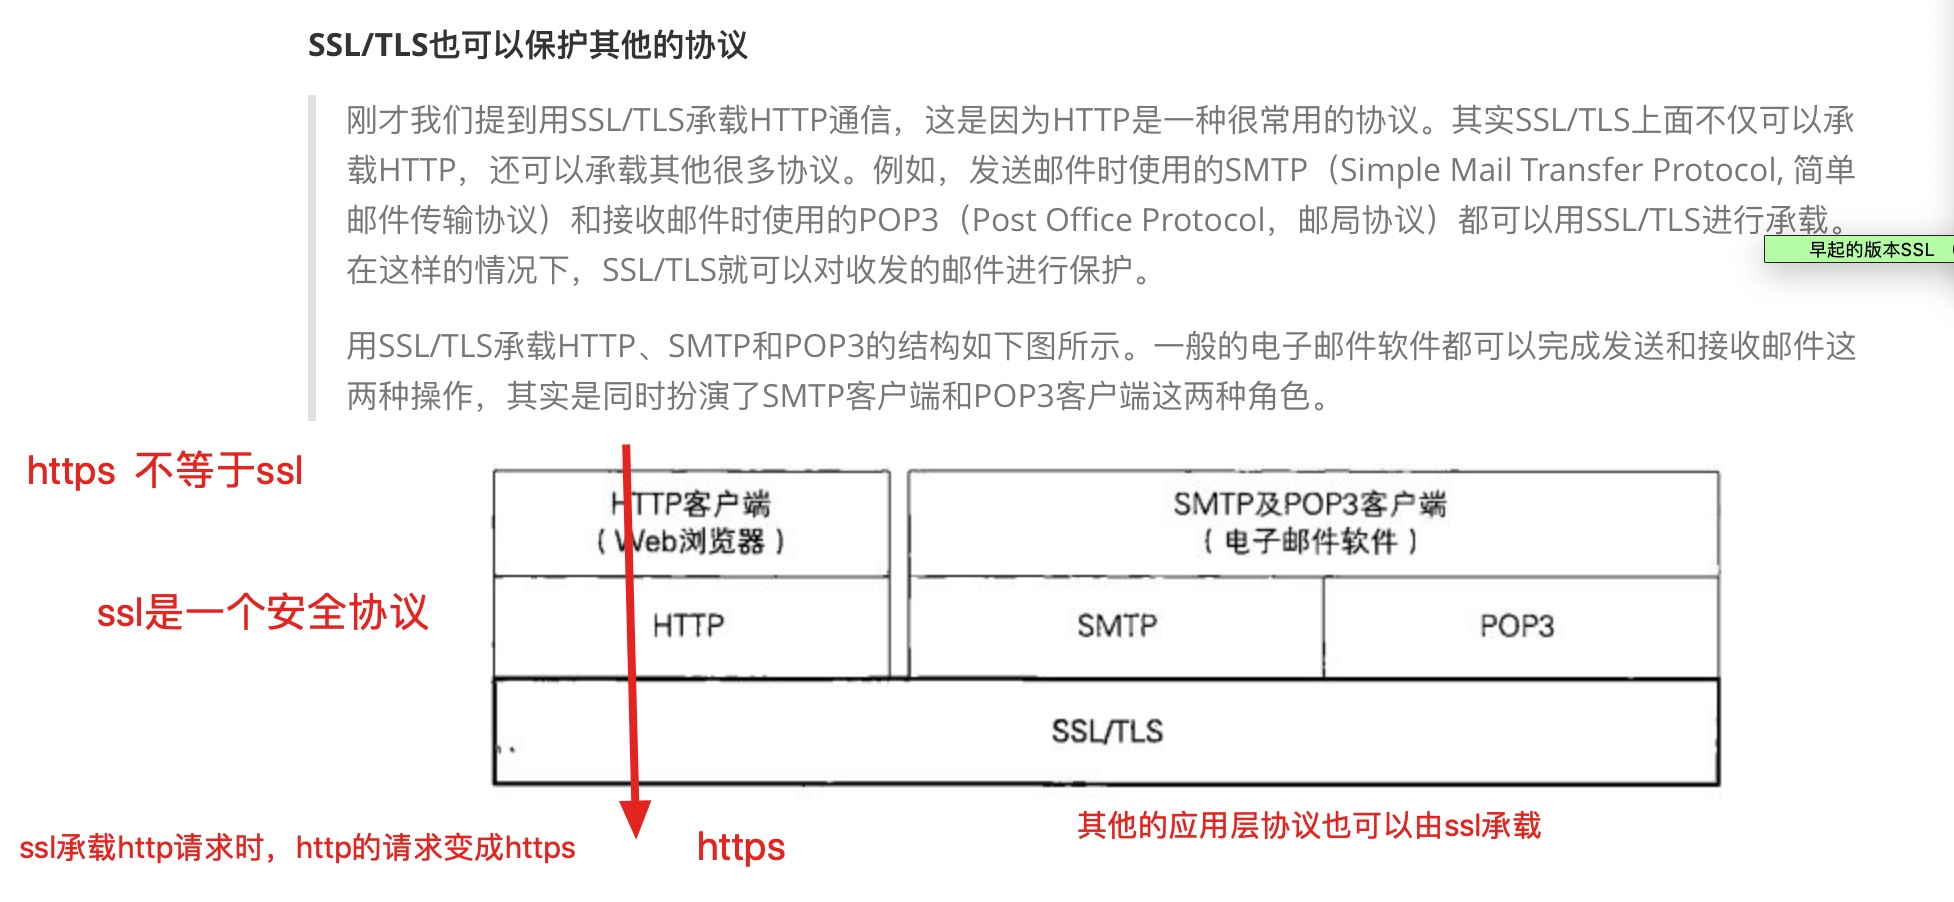 SSL/TLS也可以保护其他的协议
刚才我们提到用SSL/TLS承载HTTP通信，这是因为HTTP是一种很常用的协议。其实SSL/TLS上面不仅可以承
载HTTP，还可以承载其他很多协议。例如，发送邮件时使用的SMTP（Simple Mail Transfer Protocol, 简单
邮件传输协议）和接收邮件时使用的POP3（Post Office Protocol，邮局协议）都可以用SSL/TLS进行承载。
早起的版本SSL （
在这样的情况下，SSL/TLS就可以对收发的邮件进行保护。
用SSL/TLS承载HTTP、SMTP和POP3的结构如下图所示。一般的电子邮件软件都可以完成发送和接收邮件这
两种操作，其实是同时扮演了SMTP客户端和POP3客户端这两种角色。
https 不等于ssl
HTTP客户端
（Web浏览器）
SMTP及POP3客户端
（电子邮件软件）
ssl是一个安全协议
HTTP
SMTP
POP3
SSL/TLS
其他的应用层协议也可以由ssl承载
ssl承载http请求时，http的请求变成https
https